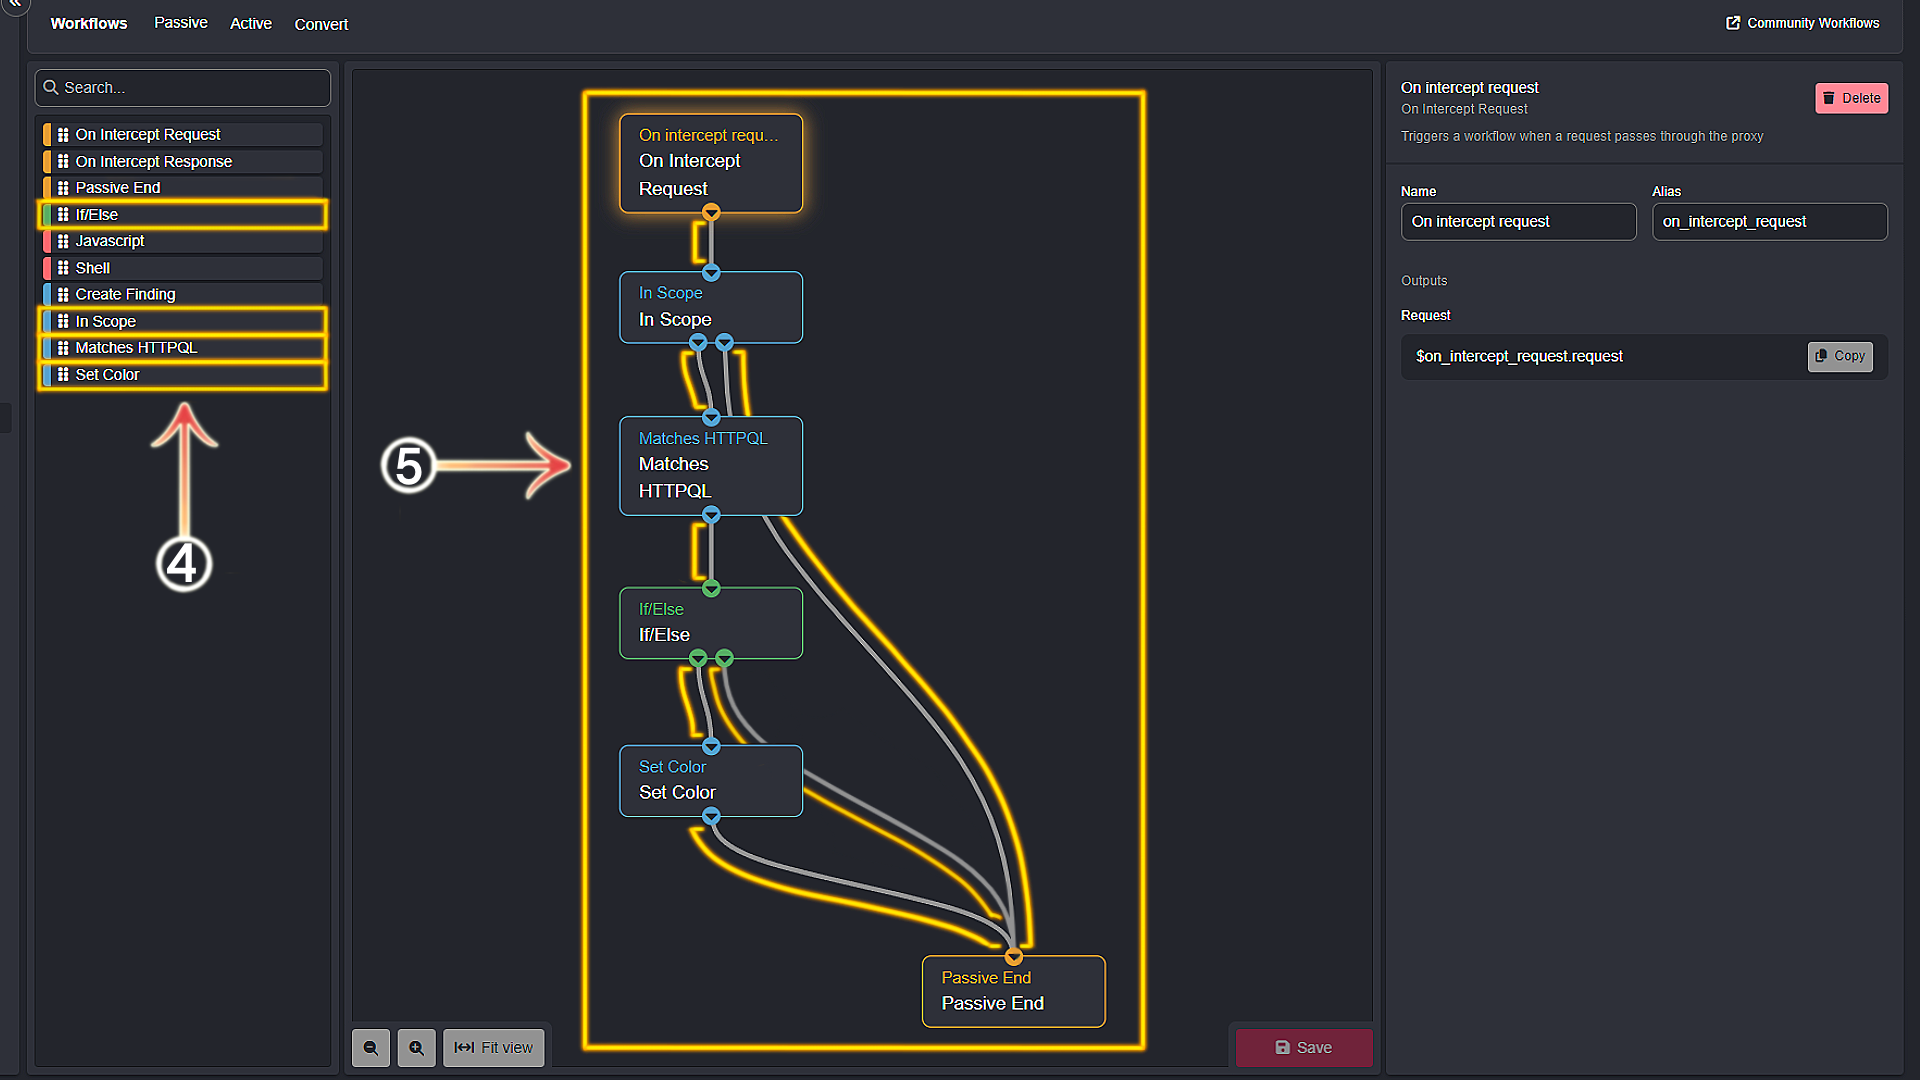 Workflows
Passive
Active
Convert
Community Workflows
Search...
On Intercept Request
On Intercept Response
Passive End
If/Else
Javascript
Shell
Create Finding
In Scope
Matches HTTPQL
Set Color
4
5
On intercept requ...
On Intercept
Request
In Scope
In Scope
Matches HTTPQL
Matches
HTTPQL
If/Else
If/Else
Set Color
Set Color
Passive End
Passive End
Fit view
Save
On intercept request
On Intercept Request
Delete
Triggers a workflow when a request passes through the proxy
Name
Alias
On intercept request
on_intercept_request
Outputs
Request
$on_intercept_request.request
Copy